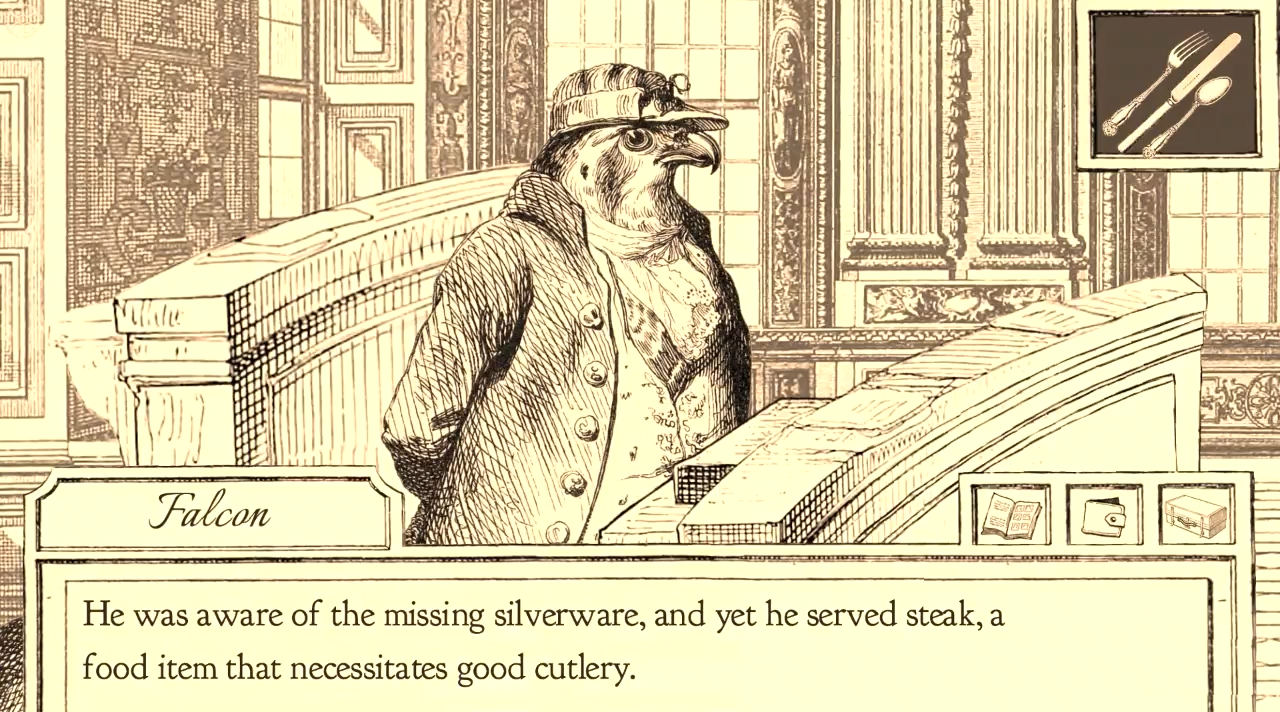 Falcon
He was aware of the missing silverware, and yet he served steak, a
food item that necessitates good cutlery.